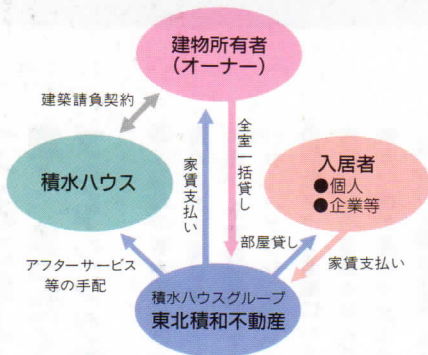 建物所有者
(オーナー)
建築請負契約
積水ハウス
家賃支払い
全室一括貸し
入居者
●個人
●企業等
部屋貸し
家賃支払い
アフターサービス
等の手配
積水ハウスグループ
東北積和不動産